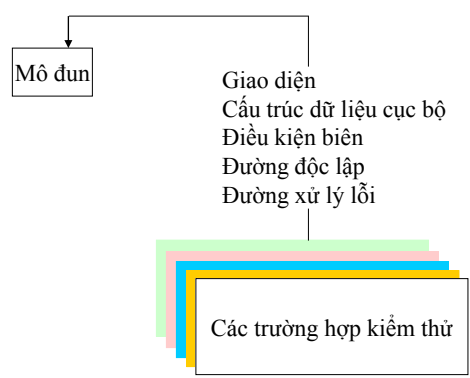 Mô đun
Giao diện
Cấu trúc dữ liệu cục bộ
Điều kiện biên
Đường độc lập
Đường xử lý lỗi
Các trường hợp kiểm thử